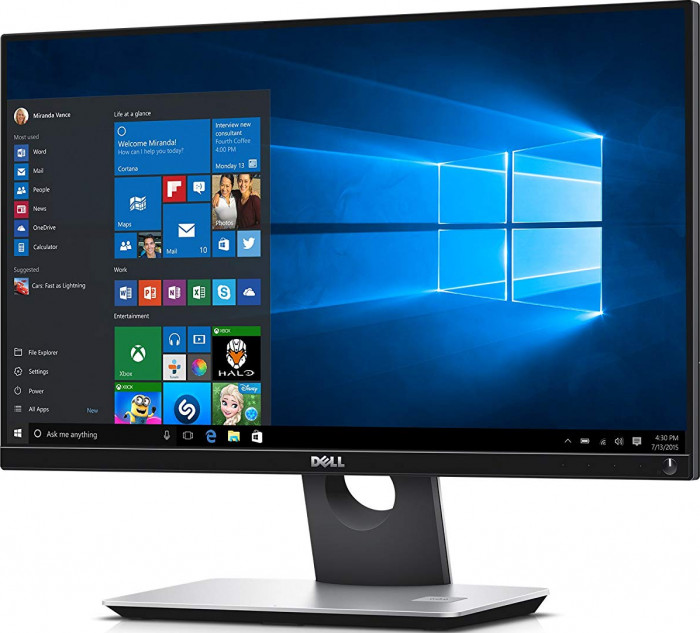 Miranda Vance
Most used
Word
Mail
People
News
OneDrive
Calculator
Suggested
Cars: Fast as Lightning
File Explorer
Settings
Power
All Apps
New
Life at a glance
Welcome Miranda!
How can I help you today?
Cortana
Interview new
consultant
Fourth Coffee
4:00 PM
Monday 13
Maps
Mail
10
Photos
Work
Entertainment
Xbox
XBOX
HALO
XBOX
Disney
Ask me anything
4:30 PM
7/13/2015
DELL